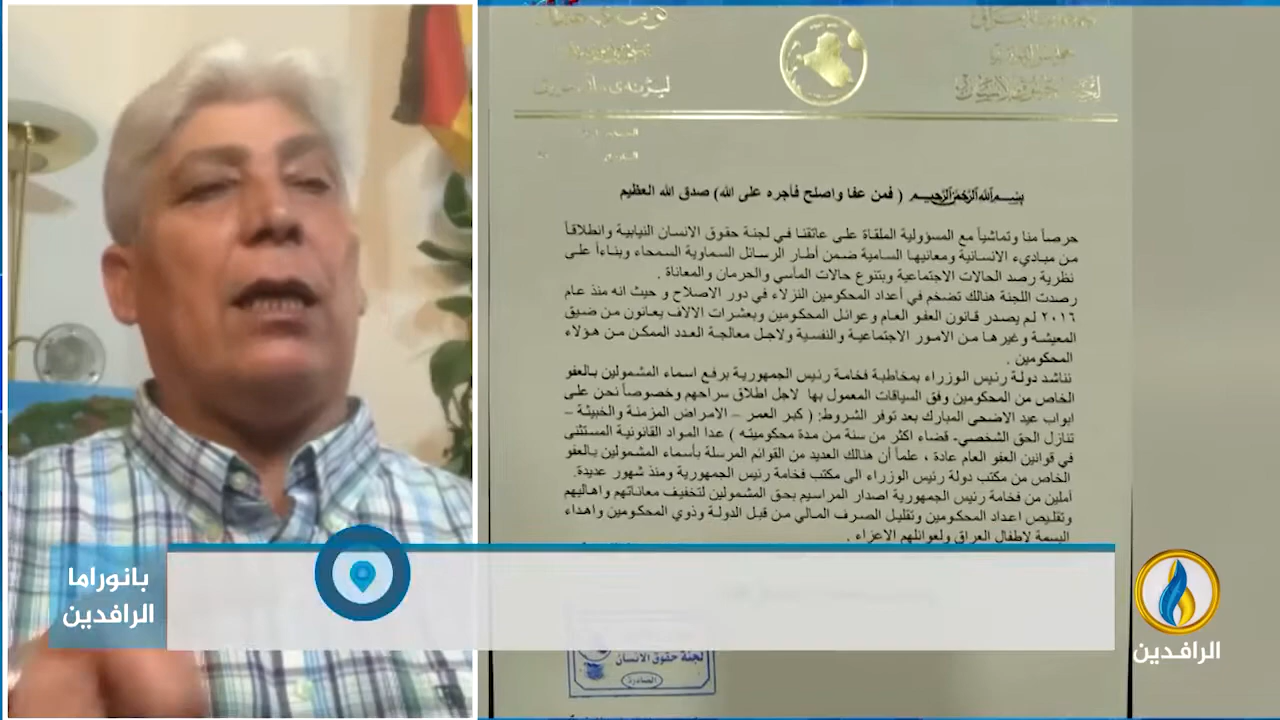 بسم الله الرحمن الرحيم ( فمن عفا واصلح فأجره على الله) صدق الله العظيم
حرصاً منا وتماشياً مع المسؤولية الملقاة على عاتقنا في لجنة حقوق الانسان النيابية وانطلاقاً
من مباديء الانسانية ومعانيها السامية ضمن أطار الرسائل السماوية السمحاء وبناءاً على
نظرية رصد الحالات الاجتماعية وبتنوع حالات المأسي والحرمان والمعاناة .
رصدت اللجنة هنالك تضخم في أعداد المحكومين النزلاء في دور الاصلاح و حيث انه منذ عام
٢٠١٦ لم يصدر قانون العفو العام وعوائل المحكومين وبعشرات الالاف يعانون من ضيق
المعيشة وغيرها من الامور الاجتماعية والنفسية ولاجل معالجة العدد الممكن من هؤلاء
المحكومين .
نناشد دولة رئيس الوزراء بمخاطبة فخامة رئيس الجمهورية برفع اسماء المشمولين بالعفو
الخاص من المحكومين وفق السياقات المعمول بها لاجل اطلاق سراحهم وخصوصاً نحن على
ابواب عيد الاضحى المبارك بعد توفر الشروط: ( كبر العمر – الامراض المزمنة والخبيثة –
تنازل الحق الشخصي- قضاء اكثر من سنة من مدة محكوميته ) عدا المواد القانونية المستثنى
في قوانين العفو العام عادة ، علماً أن هنالك العديد من القوائم المرسلة بأسماء المشمولين بالعفو
الخاص من مكتب دولة رئيس الوزراء الى مكتب فخامة رئيس الجمهورية ومنذ شهور عديدة.
أملين من فخامة رئيس الجمهورية اصدار المراسيم بحق المشمولين لتخفيف معاناتهم واهاليهم
وتقليص اعداد المحكومين وتقليل الصرف المالي من قبل الدولة وذوي المحكومين واهداء
البسمة لاطفال العراق ولعوائلهم الاعزاء .
لجنة حقوق الانسان
الصادرة
بانوراما
الرافدين
الرافدين